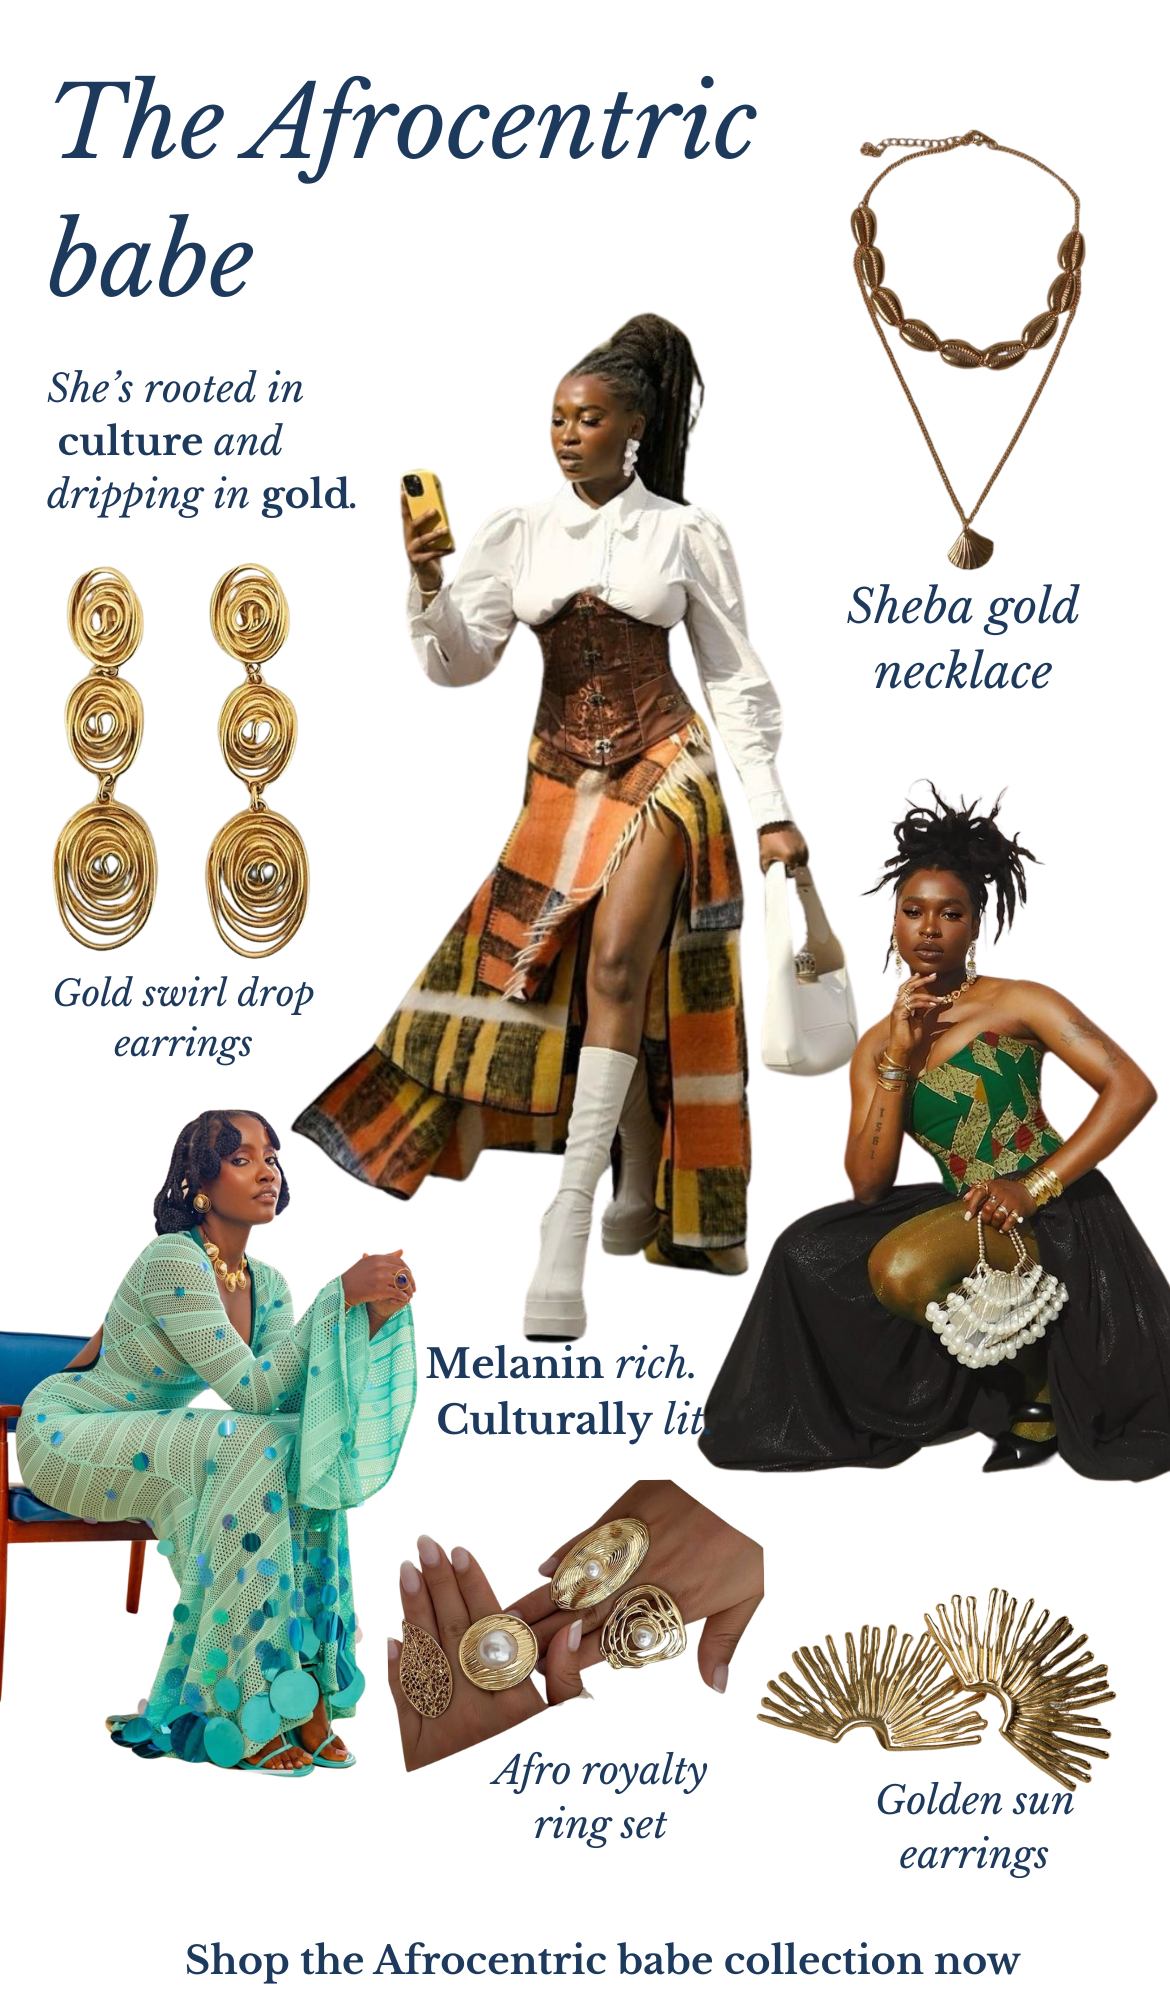 The Afrocentric
babe
She's rooted in
culture and
dripping in gold.
Sheba gold
necklace
Gold swirl drop
earrings
1561
Melanin rich.
Culturally lit.
Afro royalty
ring set
Golden sun
earrings
Shop the Afrocentric babe collection now